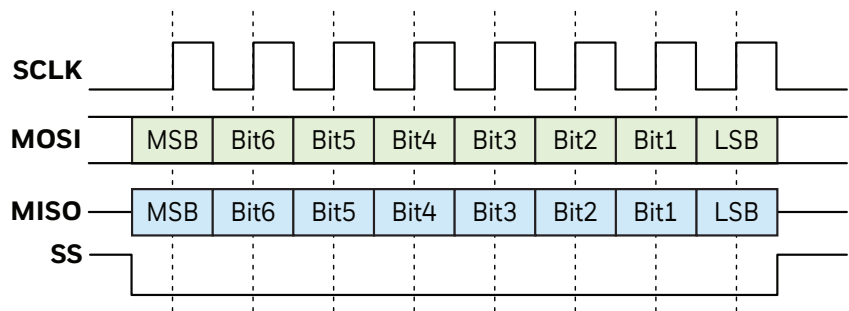 SCLK
MOSI MSB Bit6 Bit5 Bit4 Bit3 Bit2 Bit1 LSB
MISO MSB Bit6 Bit5 Bit4 Bit3 Bit2 Bit1 LSB
SS